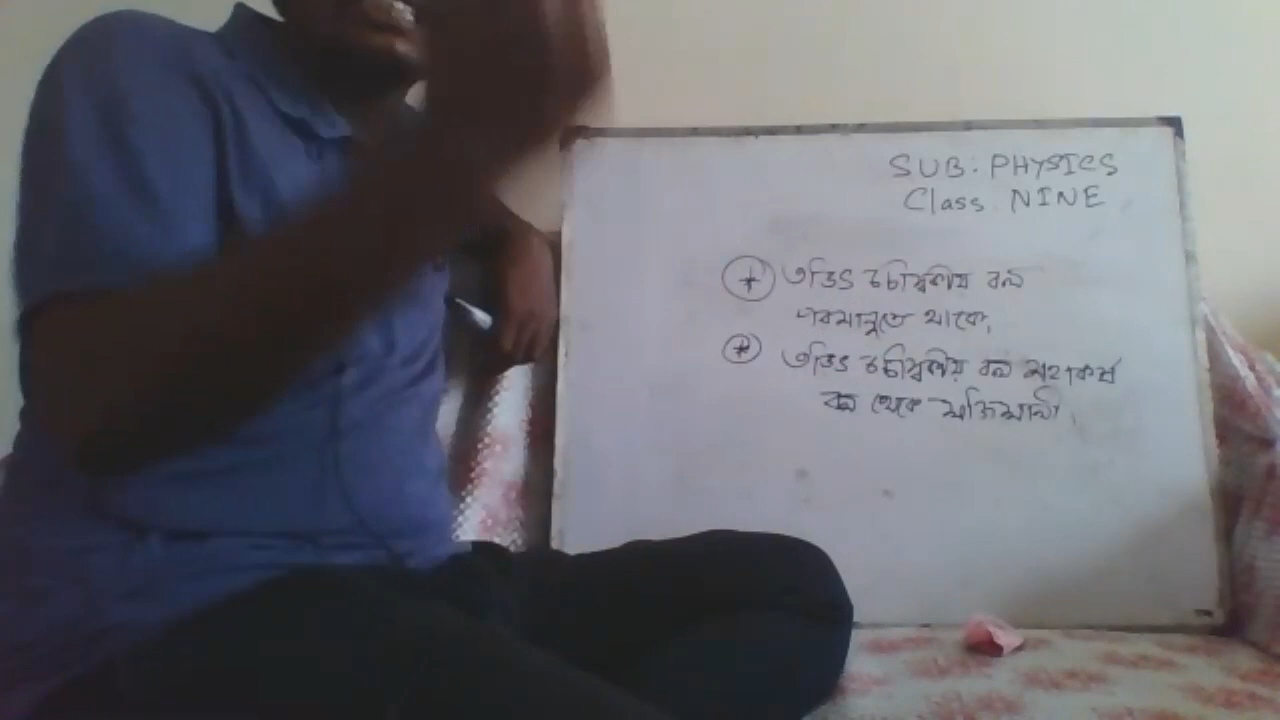 SUB: PHYSICS
Class NINE
তড়িৎ চৌম্বকীয় বল
পরমানুতে থাকে,
তড়িৎ চৌম্বকীয় বল মহাকর্ষ
বল থেকে শক্তিশালী।